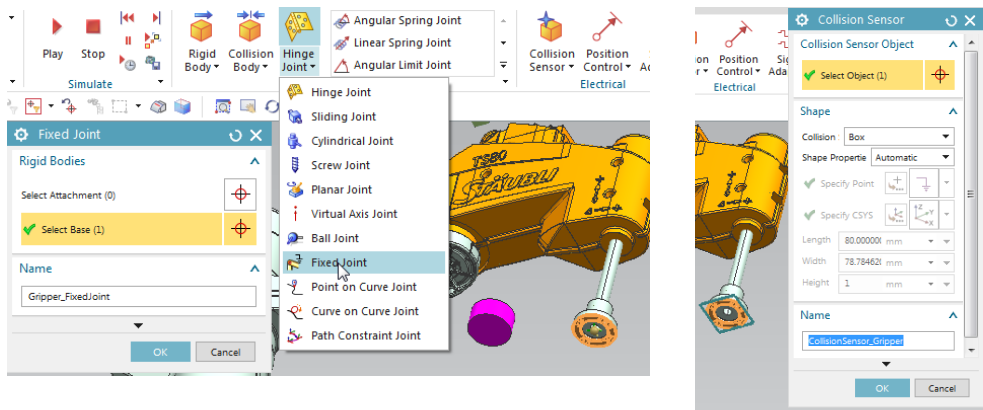 Play
Stop
Simulate
Rigid Body
Collision Body
Hinge Joint
Angular Spring Joint
Linear Spring Joint
Angular Limit Joint
Collision Sensor
Position Control
Electrical
Hinge Joint
Sliding Joint
Cylindrical Joint
Screw Joint
Planar Joint
Virtual Axis Joint
Ball Joint
Fixed Joint
Point on Curve Joint
Curve on Curve Joint
Path Constraint Joint
Fixed Joint
Rigid Bodies
Select Attachment (0)
Select Base (1)
Name
Gripper_FixedJoint
OK Cancel
TS80
STÄUBLI
Position Control
Electrical
Collision Sensor
Collision Sensor Object
Select Object (1)
Shape
Collision Box
Shape Propertie Automatic
Specify Point
Specify CSYS
Length 80.00000 mm
Width 78.78462 mm
Height 1 mm
Name
CollisionSensor_Gripper
OK Cancel